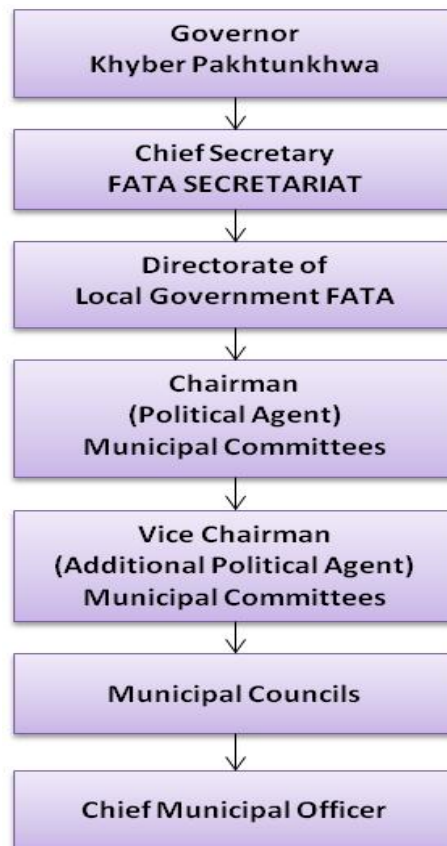 Governor
Khyber Pakhtunkhwa
Chief Secretary
FATA SECRETARIAT
Directorate of
Local Government FATA
Chairman
(Political Agent)
Municipal Committees
Vice Chairman
(Additional Political Agent)
Municipal Committees
Municipal Councils
Chief Municipal Officer